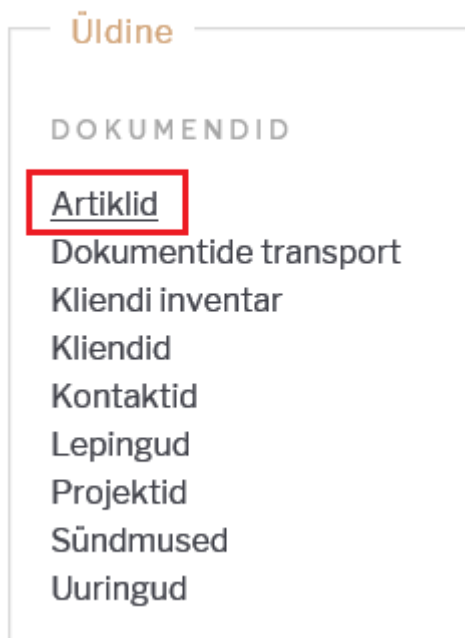 Üldine
DOKUMENDID
Artiklid
Dokumentide transport
Kliendi inventar
Kliendid
Kontaktid
Lepingud
Projektid
Sündmused
Uuringud